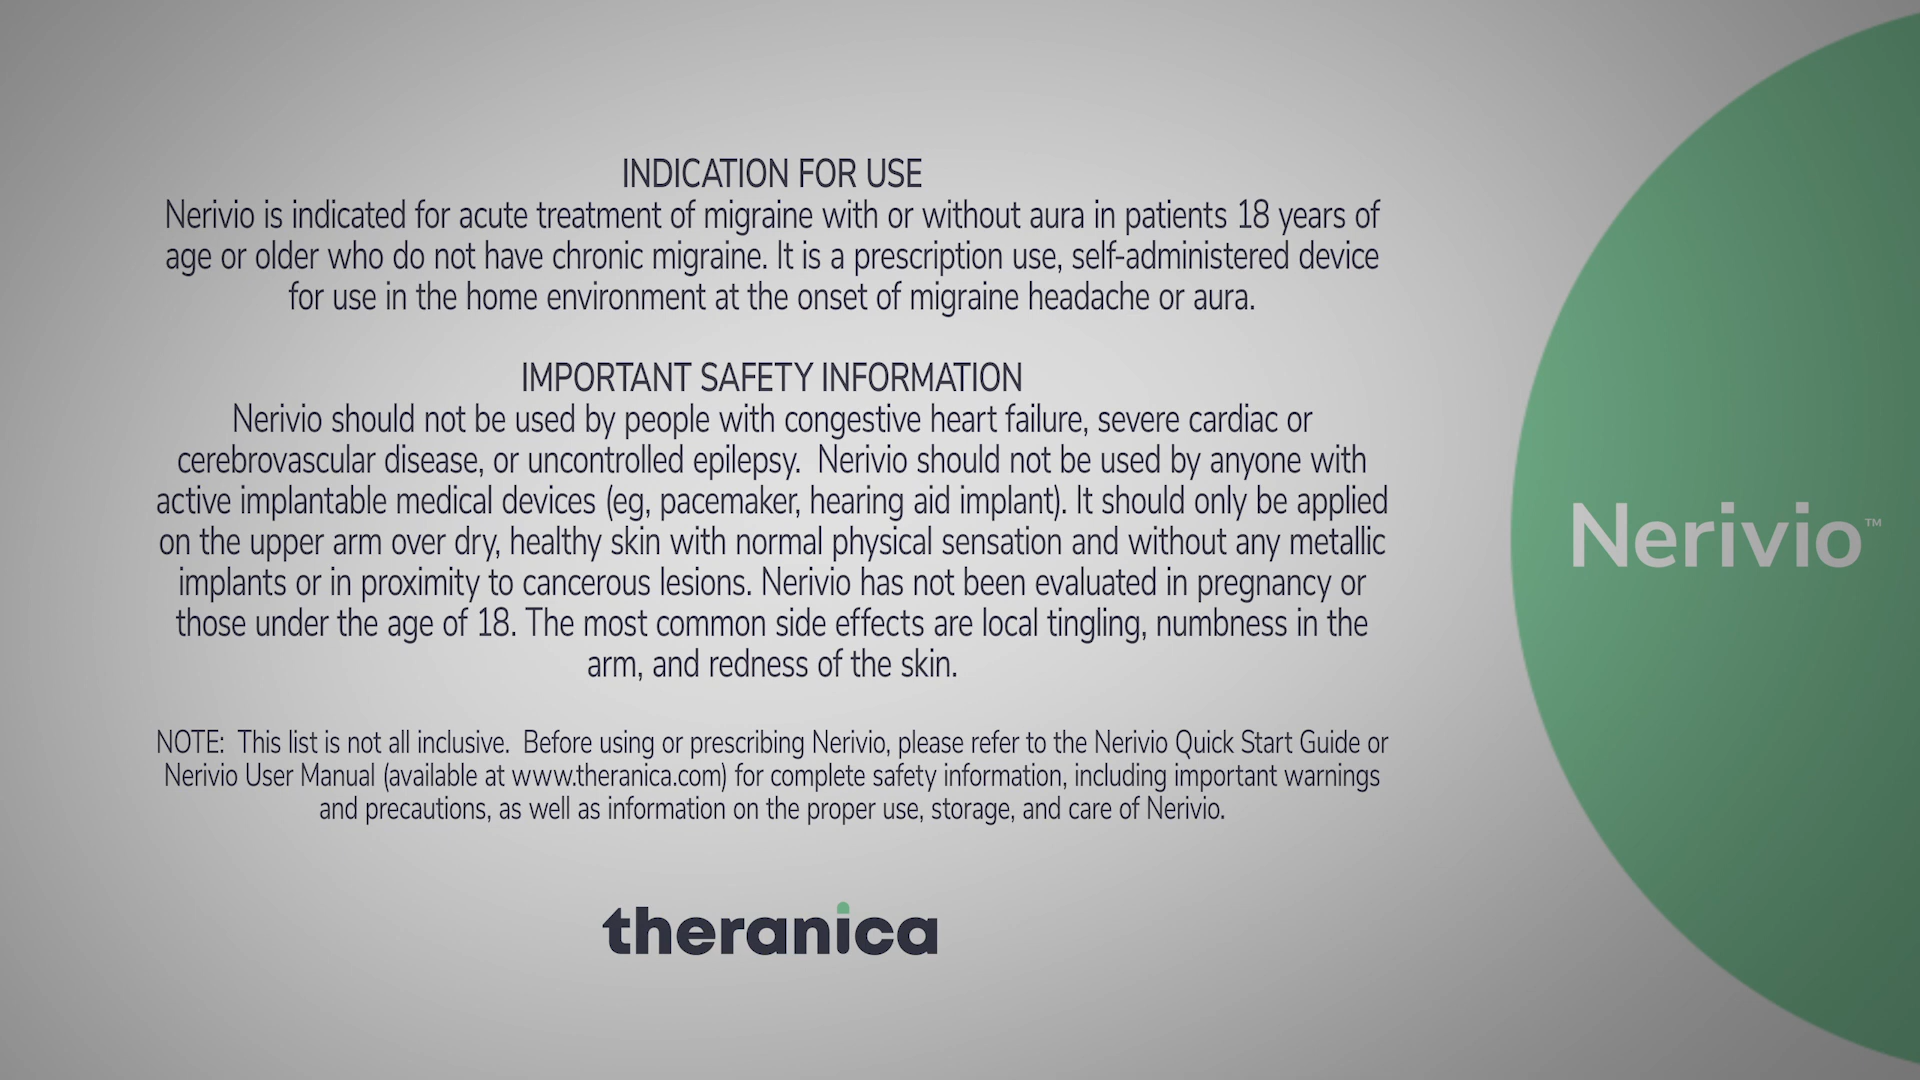 INDICATION FOR USE
Nerivio is indicated for acute treatment of migraine with or without aura in patients 18 years of
age or older who do not have chronic migraine. It is a prescription use, self-administered device
for use in the home environment at the onset of migraine headache or aura.
IMPORTANT SAFETY INFORMATION
Nerivio should not be used by people with congestive heart failure, severe cardiac or
cerebrovascular disease, or uncontrolled epilepsy.  Nerivio should not be used by anyone with
active implantable medical devices (eg, pacemaker, hearing aid implant). It should only be applied
on the upper arm over dry, healthy skin with normal physical sensation and without any metallic
implants or in proximity to cancerous lesions. Nerivio has not been evaluated in pregnancy or
those under the age of 18. The most common side effects are local tingling, numbness in the
arm, and redness of the skin.
NOTE:  This list is not all inclusive.  Before using or prescribing Nerivio, please refer to the Nerivio Quick Start Guide or
Nerivio User Manual (available at www.theranica.com) for complete safety information, including important warnings
and precautions, as well as information on the proper use, storage, and care of Nerivio.
theranica
Nerivio™